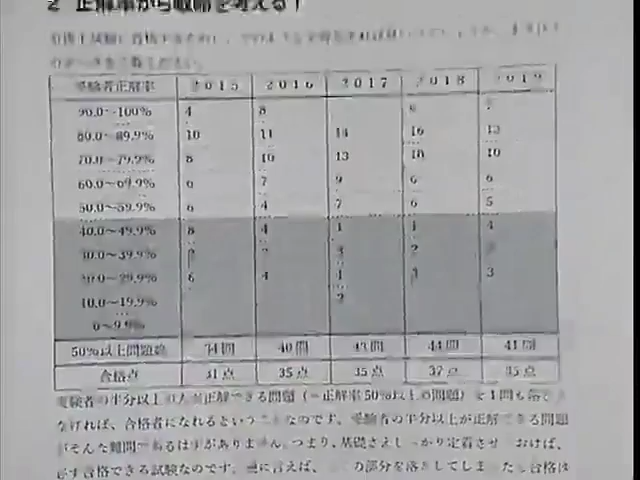 2 正解率から戦略を考える！
受験者正解率 2015 2016 2017 2018 2019
90.0～100% 4 8 6
80.0～89.9% 10 11 14 16 13
70.0～79.9% 8 10 13 18 10
60.0～69.9% 6 7 9 6 6
50.0～59.9% 6 4 7 6 5
40.0～49.9% 8 4 1 1 4
30.0～39.9% 3 2
20.0～29.9% 6 4 1 3 3
10.0～19.9% 2
0～9.9%
50%以上問題数 34問 40問 43問 44問 41問
合格点 31点 35点 35点 37点 35点
受験者の半分以上の人が正解できる問題（＝正解率50%以上の問題）を1問も落と
なければ、合格者になれるということなのです。受験者の半分以上が正解できる問題
がそんな難問であるはずがありません。つまり、基礎さえしっかり定着させ おけば、
必ず合格できる試験なのです。逆に言えば、 の部分を落としてしまったら合格は